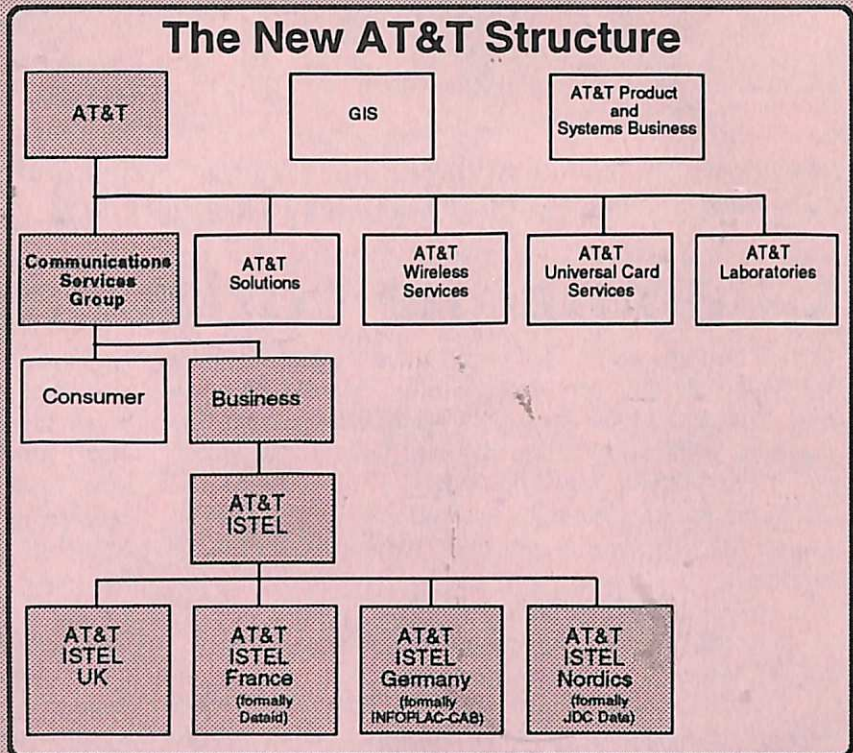 The New AT&T Structure
AT&T
GIS
AT&T Product
and
Systems Business
Communications
Services
Group
AT&T
Solutions
AT&T
Wireless
Services
AT&T
Universal Card
Services
AT&T
Laboratories
Consumer
Business
AT&T
ISTEL
AT&T
ISTEL
UK
AT&T
ISTEL
France
(formally
Dataid)
AT&T
ISTEL
Germany
(formally
INFOPLAC-CAB)
AT&T
ISTEL
Nordics
(formally
JDC Data)